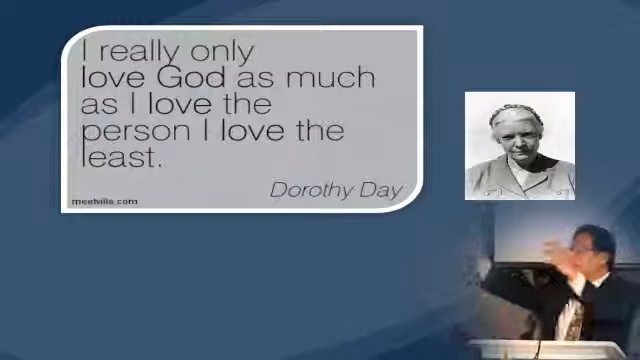 I really only
love God as much
as I love the
person I love the
least.
Dorothy Day
meetville.com